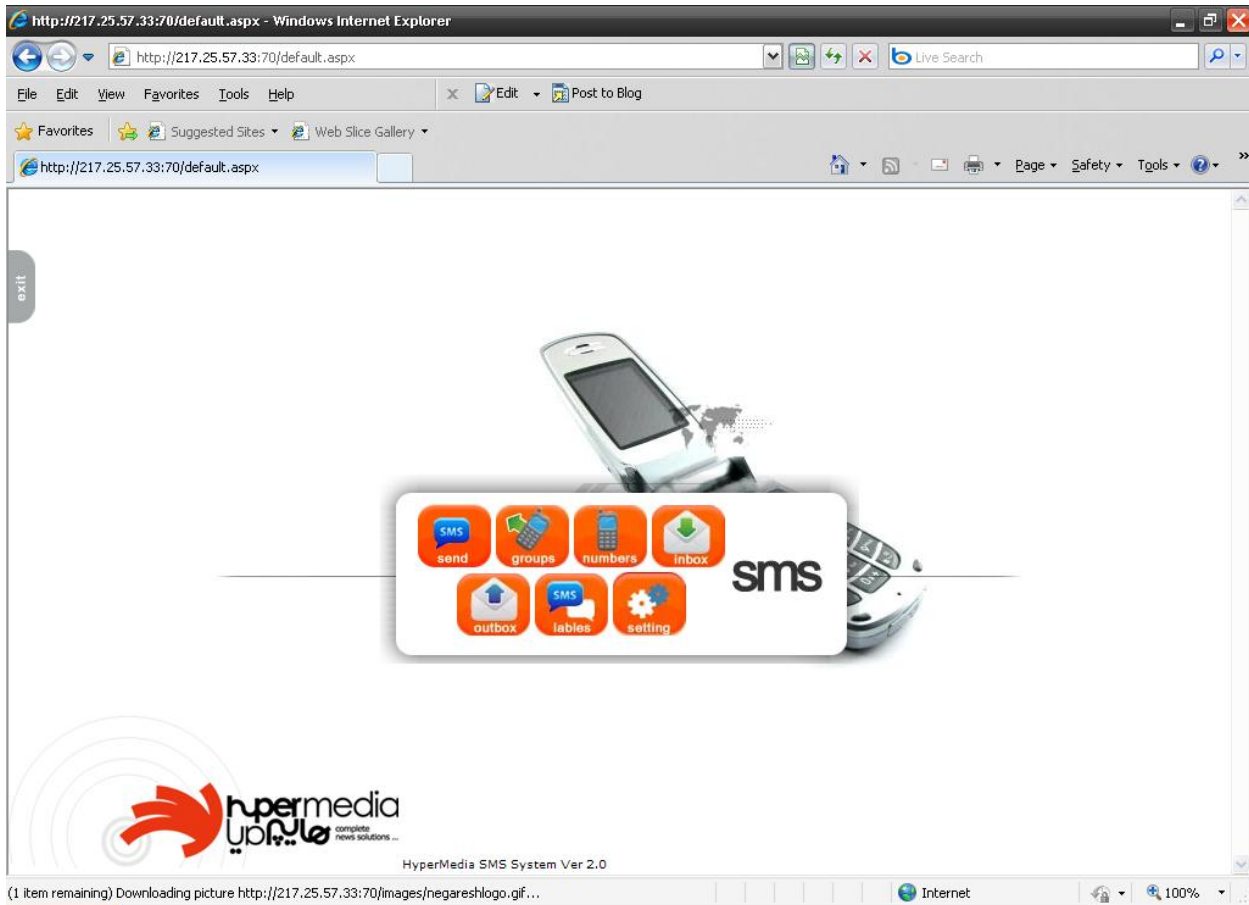 http://217.25.57.33:70/default.aspx - Windows Internet Explorer
http://217.25.57.33:70/default.aspx
Live Search
File Edit View Favorites Tools Help
Edit Post to Blog
Favorites Suggested Sites Web Slice Gallery
http://217.25.57.33:70/default.aspx
Page Safety Tools
exit
SMS
send groups numbers inbox
sms
SMS
outbox lables setting
hypermedia
هایپرمدیا
complete
news solutions ...
HyperMedia SMS System Ver 2.0
(1 item remaining) Downloading picture http://217.25.57.33:70/images/negareshlogo.gif...
Internet
100%